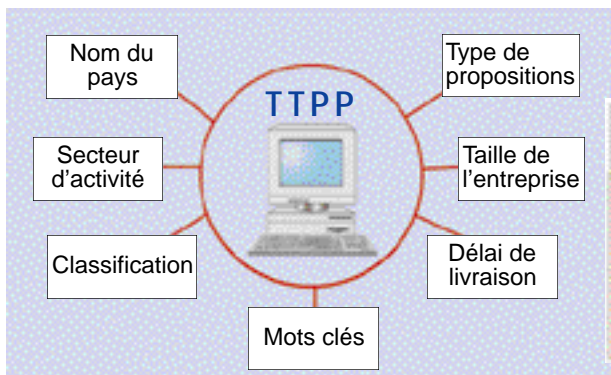 Nom du
pays
Type de
propositions
TTPP
Secteur
d'activité
Taille de
l'entreprise
Classification
Délai de
livraison
Mots clés